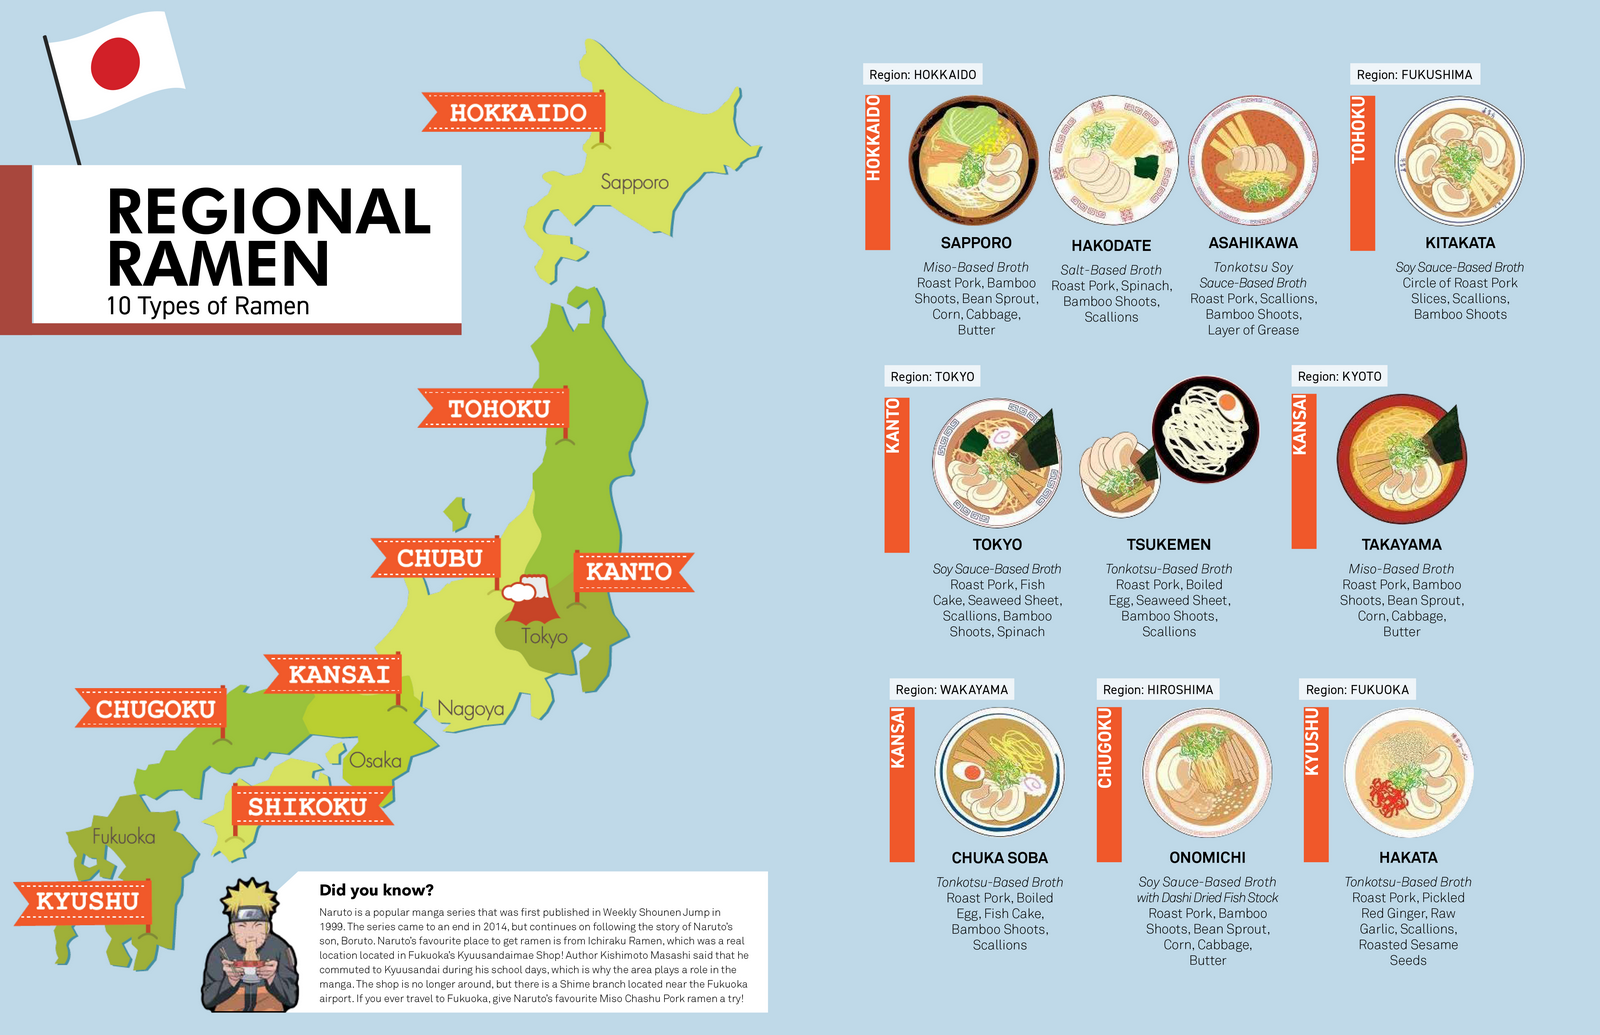 REGIONAL
RAMEN
10 Types of Ramen
HOKKAIDO
Sapporo
TOHOKU
CHUBU
KANTO
Tokyo
KANSAI
CHUGOKU
Nagoya
Osaka
SHIKOKU
Fukuoka
KYUSHU
Did you know?
Naruto is a popular manga series that was first published in Weekly Shounen Jump in
1999. The series came to an end in 2014, but continues on following the story of Naruto's
son, Boruto. Naruto's favourite place to get ramen is from Ichiraku Ramen, which was a real
location located in Fukuoka's Kyuusandaimae Shop! Author Kishimoto Masashi said that he
commuted to Kyuusandai during his school days, which is why the area plays a role in the
manga. The shop is no longer around, but there is a Shime branch located near the Fukuoka
airport. If you ever travel to Fukuoka, give Naruto's favourite Miso Chashu Pork ramen a try!
Region: HOKKAIDO
HOKKAIDO
SAPPORO
Miso-Based Broth
Roast Pork, Bamboo
Shoots, Bean Sprout,
Corn, Cabbage,
Butter
HAKODATE
Salt-Based Broth
Roast Pork, Spinach,
Bamboo Shoots,
Scallions
ASAHIKAWA
Tonkotsu Soy
Sauce-Based Broth
Roast Pork, Scallions,
Bamboo Shoots,
Layer of Grease
Region: FUKUSHIMA
TOHOKU
KITAKATA
Soy Sauce-Based Broth
Circle of Roast Pork
Slices, Scallions,
Bamboo Shoots
Region: TOKYO
KANTO
TOKYO
Soy Sauce-Based Broth
Roast Pork, Fish
Cake, Seaweed Sheet,
Scallions, Bamboo
Shoots, Spinach
TSUKEMEN
Tonkotsu-Based Broth
Roast Pork, Boiled
Egg, Seaweed Sheet,
Bamboo Shoots,
Scallions
Region: KYOTO
KANSAI
TAKAYAMA
Miso-Based Broth
Roast Pork, Bamboo
Shoots, Bean Sprout,
Corn, Cabbage,
Butter
Region: WAKAYAMA
KANSAI
CHUKA SOBA
Tonkotsu-Based Broth
Roast Pork, Boiled
Egg, Fish Cake,
Bamboo Shoots,
Scallions
Region: HIROSHIMA
CHUGOKU
ONOMICHI
Soy Sauce-Based Broth
with Dashi Dried Fish Stock
Roast Pork, Bamboo
Shoots, Bean Sprout,
Corn, Cabbage,
Butter
Region: FUKUOKA
KYUSHU
HAKATA
Tonkotsu-Based Broth
Roast Pork, Pickled
Red Ginger, Raw
Garlic, Scallions,
Roasted Sesame
Seeds